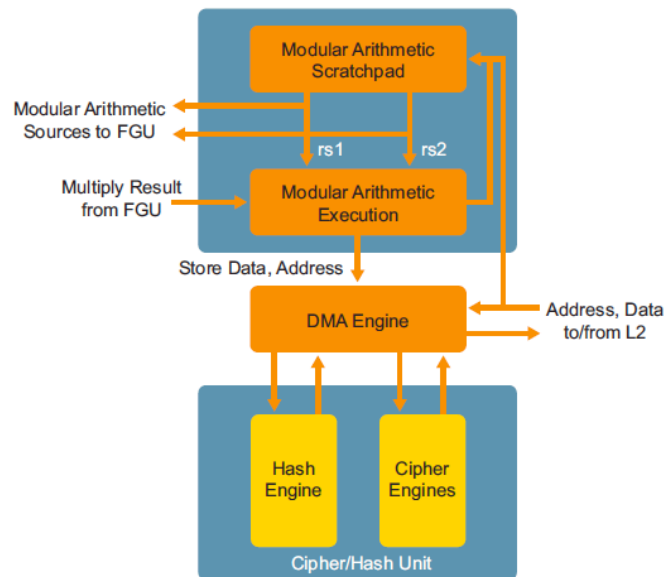 Modular Arithmetic
Scratchpad
Modular Arithmetic
Sources to FGU
rs1
rs2
Multiply Result
from FGU
Modular Arithmetic
Execution
Store Data, Address
DMA Engine
Address, Data
to/from L2
Hash
Engine
Cipher
Engines
Cipher/Hash Unit